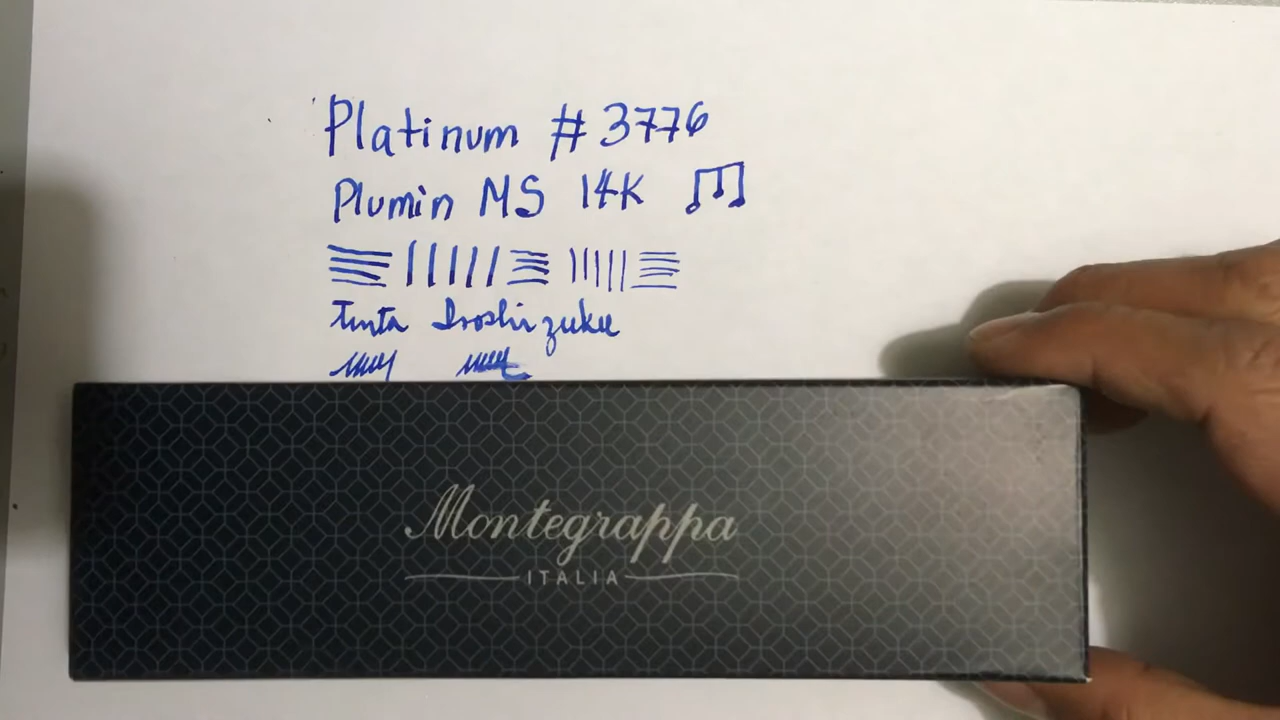 Platinum # 3776
Plumin MS 14K
Tinta Iroshizuku
Montegrappa
ITALIA